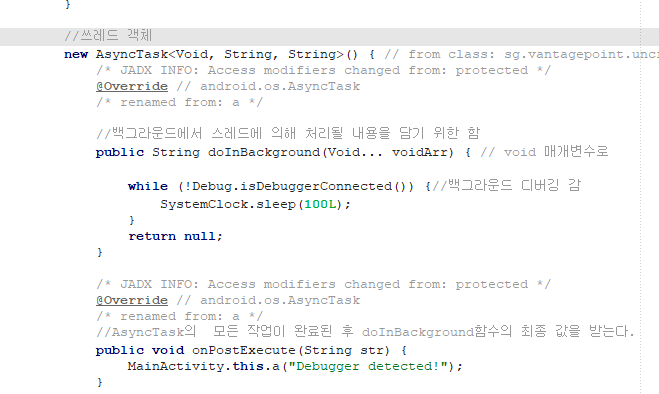 }
//쓰레드 객체
new AsyncTask<Void, String, String>() { // from class: sg.vantagepoint.uncr
/* JADX INFO: Access modifiers changed from: protected */
@Override // android.os.AsyncTask
/* renamed from: a */
//백그라운드에서 스레드에 의해 처리될 내용을 담기 위한 함
public String doInBackground(Void... voidArr) { // void 매개변수로
while (!Debug.isDebuggerConnected()) {//백그라운드 디버깅 감
SystemClock.sleep(100L);
}
return null;
}
/* JADX INFO: Access modifiers changed from: protected */
@Override // android.os.AsyncTask
/* renamed from: a */
//AsyncTask의 모든 작업이 완료된 후 doInBackground함수의 최종 값을 받는다.
public void onPostExecute(String str) {
MainActivity.this.a("Debugger detected!");
}